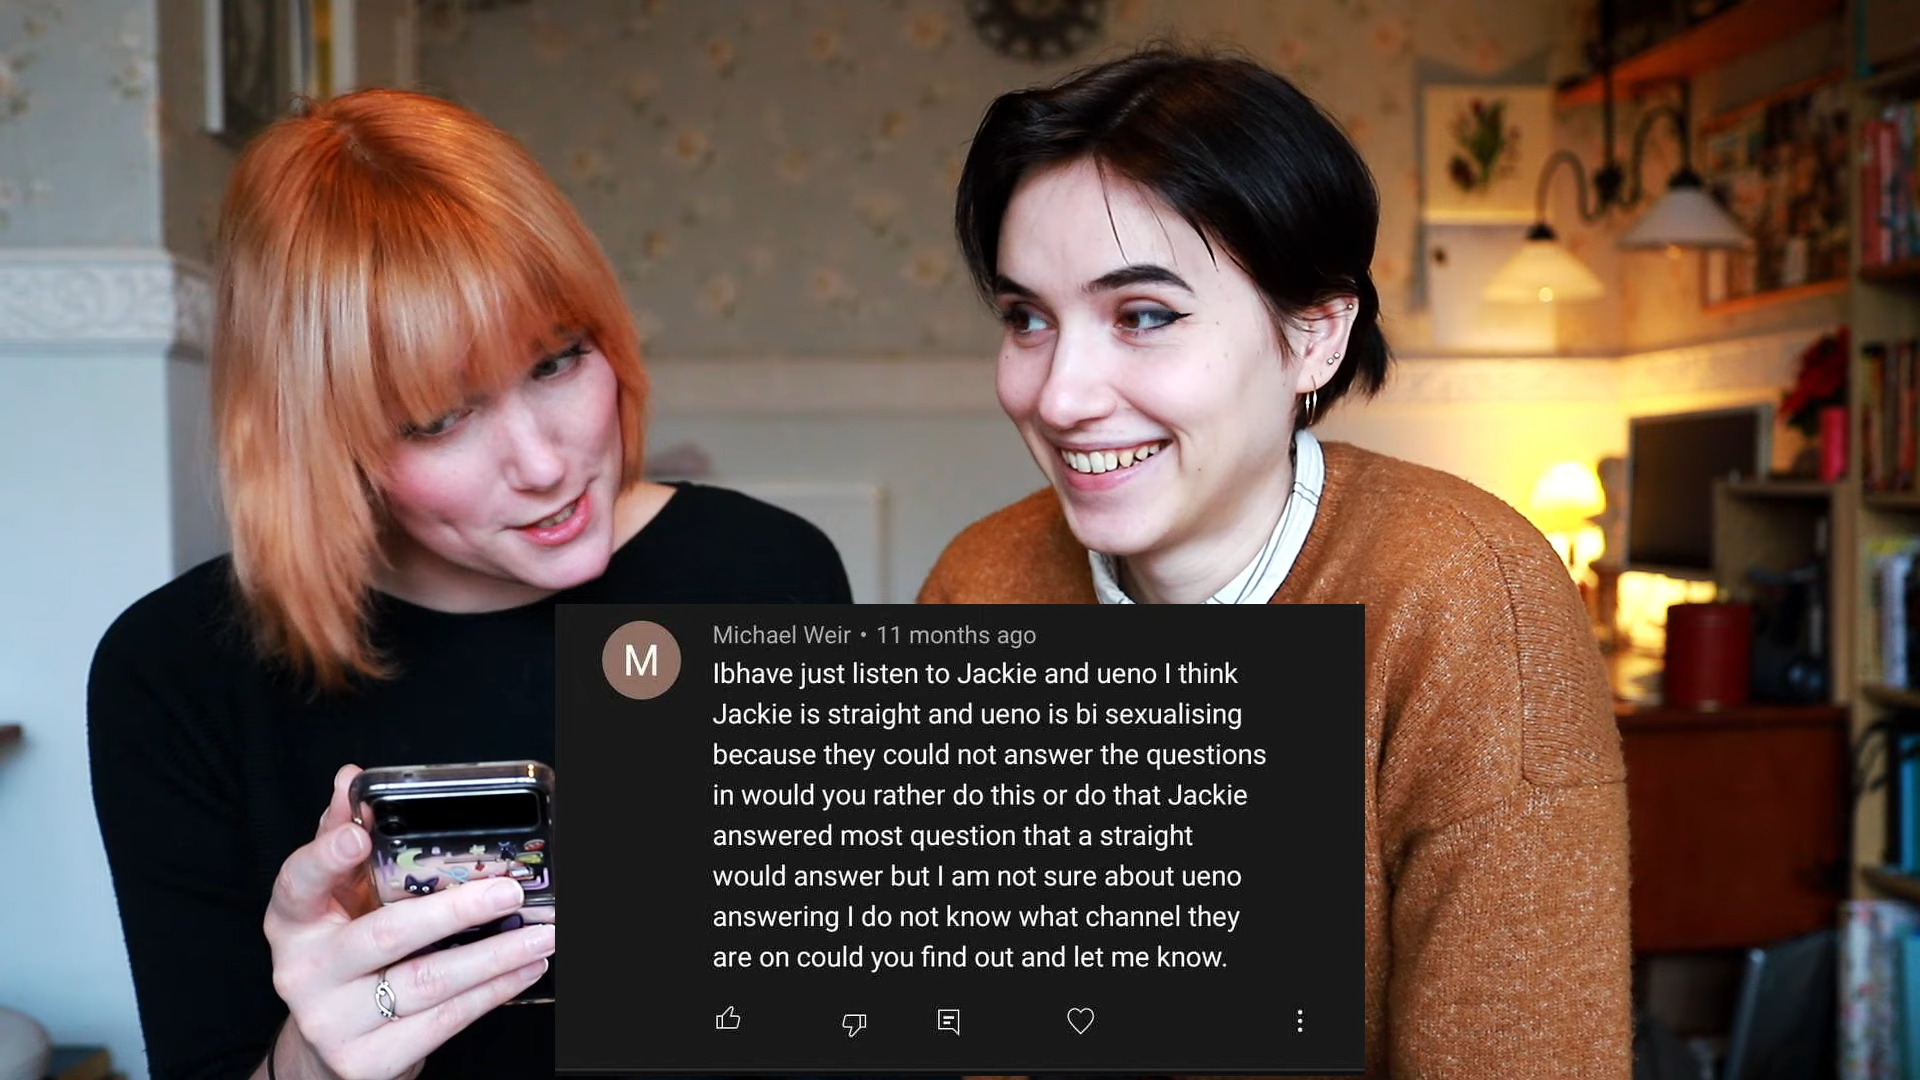 M
Michael Weir • 11 months ago
Ibhave just listen to Jackie and ueno I think
Jackie is straight and ueno is bi sexualising
because they could not answer the questions
in would you rather do this or do that Jackie
answered most question that a straight
would answer but I am not sure about ueno
answering I do not know what channel they
are on could you find out and let me know.